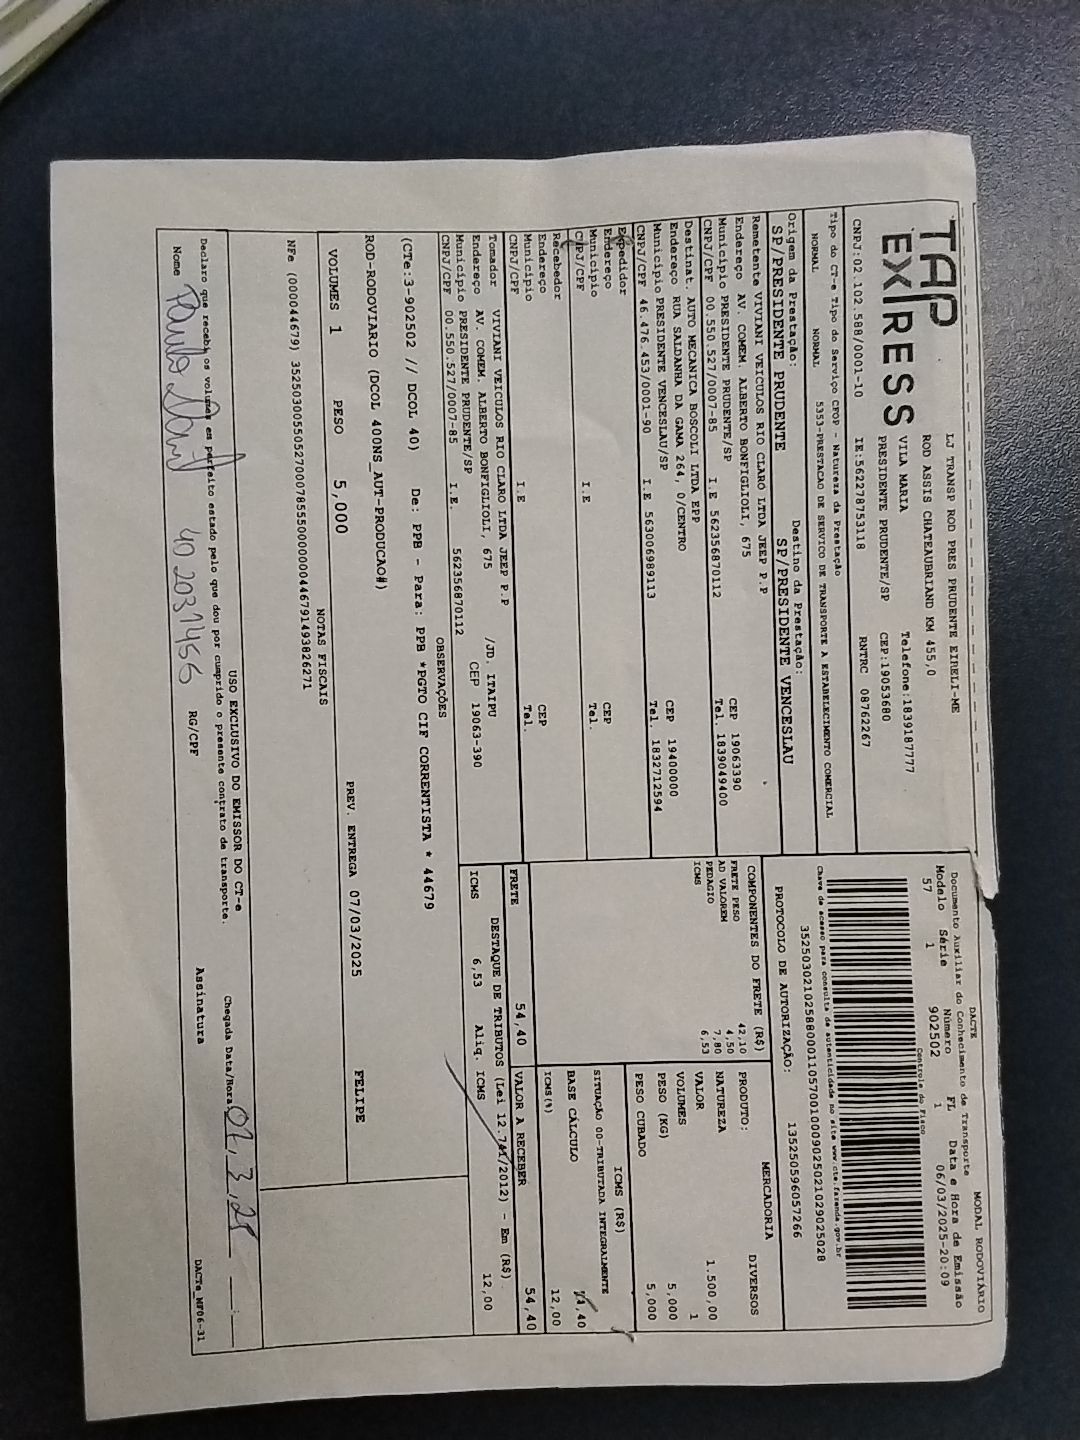 TAP
EXPRESS
LJ TRANSP ROD PRES PRUDENTE EIRELI-ME
ROD ASSIS CHATEAUBRIAND KM 455,0
VILA MARIA Telefone:1839187777
PRESIDENTE PRUDENTE/SP CEP:19053680
CNPJ:02.102.588/0001-10 IE:562278753118 RNTRC 08762267
Tipo do CT-e Tipo do Serviço CFOP - Natureza da Prestação
NORMAL NORMAL 5353-PRESTACAO DE SERVICO DE TRANSPORTE A ESTABELECIMENTO COMERCIAL
Origem da Prestação: Destino da Prestação:
SP/PRESIDENTE PRUDENTE SP/PRESIDENTE VENCESLAU
Remetente VIVIANI VEICULOS RIO CLARO LTDA JEEP P.P
Endereço AV. COMEM. ALBERTO BONFIGLIOLI, 675 CEP 19063390
Município PRESIDENTE PRUDENTE/SP Tel. 1839049400
CNPJ/CPF 00.550.527/0007-85 I.E 562356870112
Destinat. AUTO MECANICA BOSCOLI LTDA EPP
Endereço RUA SALDANHA DA GAMA 264, 0/CENTRO CEP 19400000
Município PRESIDENTE VENCESLAU/SP Tel. 1832712594
CNPJ/CPF 46.476.453/0001-90 I.E 563006989113
Expedidor
Endereço CEP
Município Tel.
CNPJ/CPF I.E
Recebedor
Endereço CEP
Município Tel.
CNPJ/CPF I.E
Tomador VIVIANI VEICULOS RIO CLARO LTDA JEEP P.P
Endereço AV. COMEM. ALBERTO BONFIGLIOLI, 675 /JD. ITAIPU
Município PRESIDENTE PRUDENTE/SP CEP 19063-390
CNPJ/CPF 00.550.527/0007-85 I.E. 562356870112
DACTE MODAL RODOVIÁRIO
Documento Auxiliar do Conhecimento de Transporte
Modelo Série Número FL Data e Hora de Emissão
57 1 902502 1 06/03/2025-20:09
Controle do Fisco
Chave de acesso para consulta de autenticidade no site www.cte.fazenda.gov.br
35250302102588000110570010009025021029025028
PROTOCOLO DE AUTORIZAÇÃO: 135250596057266
COMPONENTES DO FRETE (R$)
FRETE PESO 42,10
AD VALOREM 4,50
PEDAGIO 7,80
ICMS 6,53
MERCADORIA
PRODUTO: DIVERSOS
NATUREZA
VALOR 1.500,00
VOLUMES 1
PESO (KG) 5,000
PESO CUBADO 5,000
ICMS (R$)
SITUAÇÃO 00-TRIBUTADA INTEGRALMENTE
BASE CÁLCULO 54,40
ICMS(%) 12,00
FRETE 54,40 VALOR A RECEBER 54,40
DESTAQUE DE TRIBUTOS (Lei 12.741/2012) - Em (R$)
ICMS 6,53 Aliq. ICMS 12,00
OBSERVAÇÕES
(CTe:3-902502 // DCOL 40) De: PPB - Para: PPB *PGTO CIF CORRENTISTA * 44679
ROD-RODOVIARIO (DCOL 400NS_AUT-PRODUCAO#)
VOLUMES 1 PESO 5,000 PREV. ENTREGA 07/03/2025 FELIPE
NOTAS FISCAIS
NFe (000044679) 35250300550527000785550000000446791493826271
USO EXCLUSIVO DO EMISSOR DO CT-e
Declaro que recebi os volumes em perfeito estado pelo que dou por cumprido o presente contrato de transporte. Chegada Data/Hora 07.3.25 :
Nome Paulo 40 2031456 RG/CPF Assinatura DACTe_NF06-31